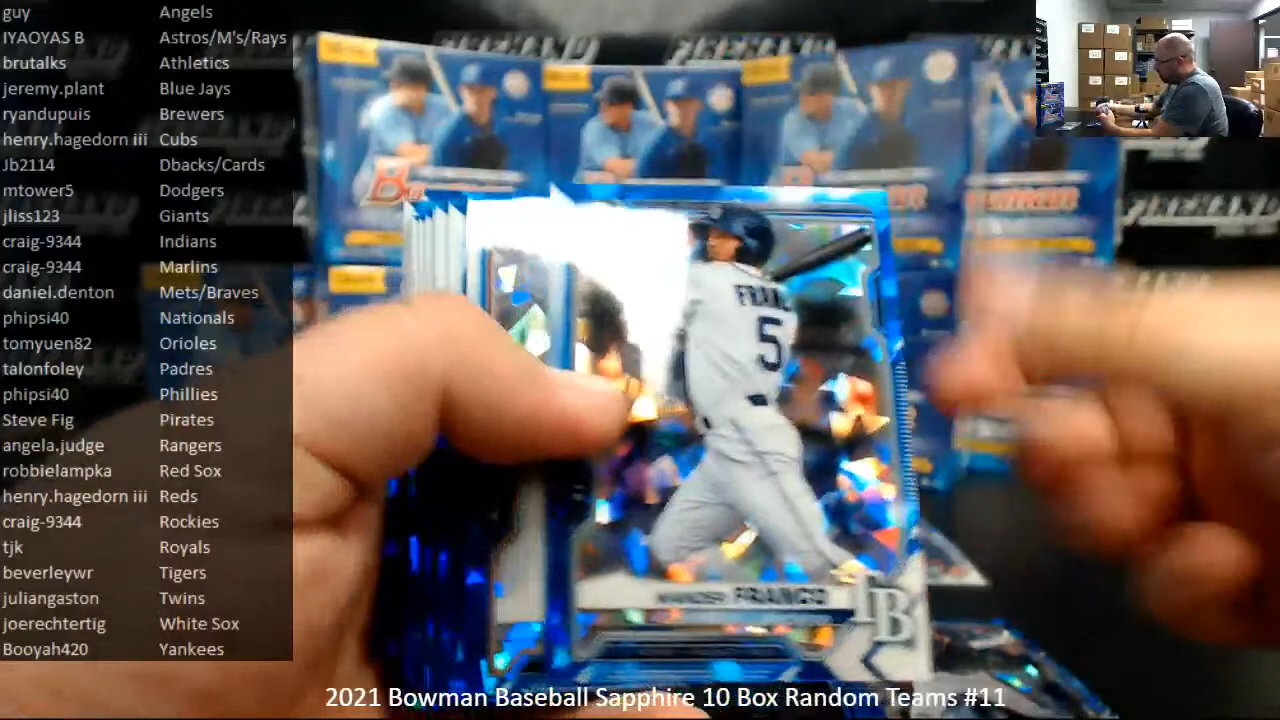 guy Angels
IYAOYAS B Astros/M's/Rays
brutalks Athletics
jeremy.plant Blue Jays
ryandupuis Brewers
henry.hagedorn iii Cubs
Jb2114 Dbacks/Cards
mtower5 Dodgers
jliss123 Giants
craig-9344 Indians
craig-9344 Marlins
daniel.denton Mets/Braves
phipsi40 Nationals
tomyuen82 Orioles
talonfoley Padres
phipsi40 Phillies
Steve Fig Pirates
angela.judge Rangers
robbielampka Red Sox
henry.hagedorn iii Reds
craig-9344 Rockies
tjk Royals
beverleywr Tigers
juliangaston Twins
joerechtertig White Sox
Booyah420 Yankees
5
FRANCO
TB
2021 Bowman Baseball Sapphire 10 Box Random Teams #11